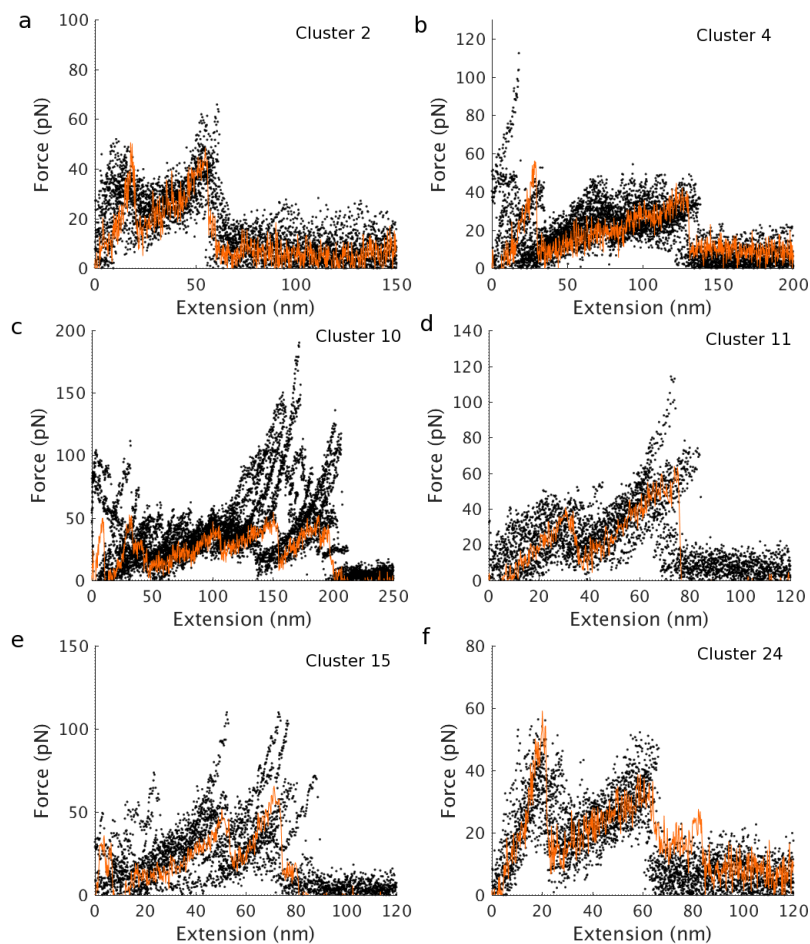 a
Cluster 2
Force (pN)
100
80
60
40
20
0
0 50 100 150
Extension (nm)
b
Cluster 4
Force (pN)
120
100
80
60
40
20
0
0 50 100 150 200
Extension (nm)
c
Cluster 10
Force (pN)
200
150
100
50
0
0 50 100 150 200 250
Extension (nm)
d
Cluster 11
Force (pN)
140
120
100
80
60
40
20
0
0 20 40 60 80 100 120
Extension (nm)
e
Cluster 15
Force (pN)
150
100
50
0
0 20 40 60 80 100 120
Extension (nm)
f
Cluster 24
Force (pN)
80
60
40
20
0
0 20 40 60 80 100 120
Extension (nm)